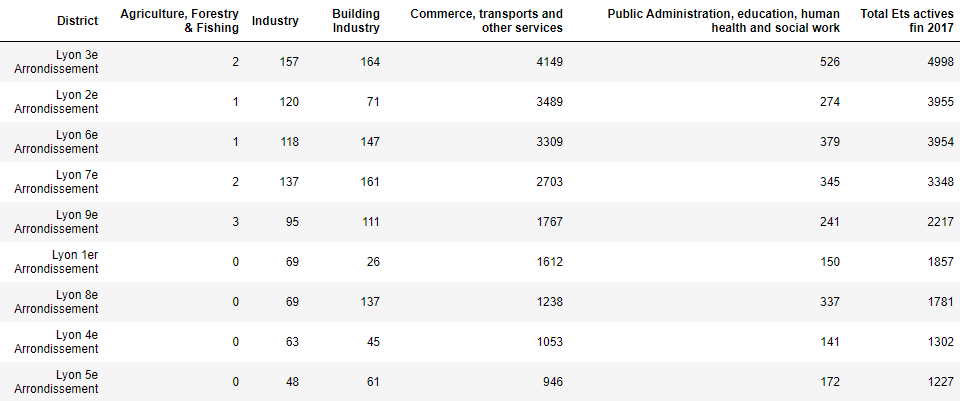 District Agriculture, Forestry & Fishing Industry Building Industry Commerce, transports and other services Public Administration, education, human health and social work Total Ets actives fin 2017
Lyon 3e Arrondissement 2 157 164 4149 526 4998
Lyon 2e Arrondissement 1 120 71 3489 274 3955
Lyon 6e Arrondissement 1 118 147 3309 379 3954
Lyon 7e Arrondissement 2 137 161 2703 345 3348
Lyon 9e Arrondissement 3 95 111 1767 241 2217
Lyon 1er Arrondissement 0 69 26 1612 150 1857
Lyon 8e Arrondissement 0 69 137 1238 337 1781
Lyon 4e Arrondissement 0 63 45 1053 141 1302
Lyon 5e Arrondissement 0 48 61 946 172 1227